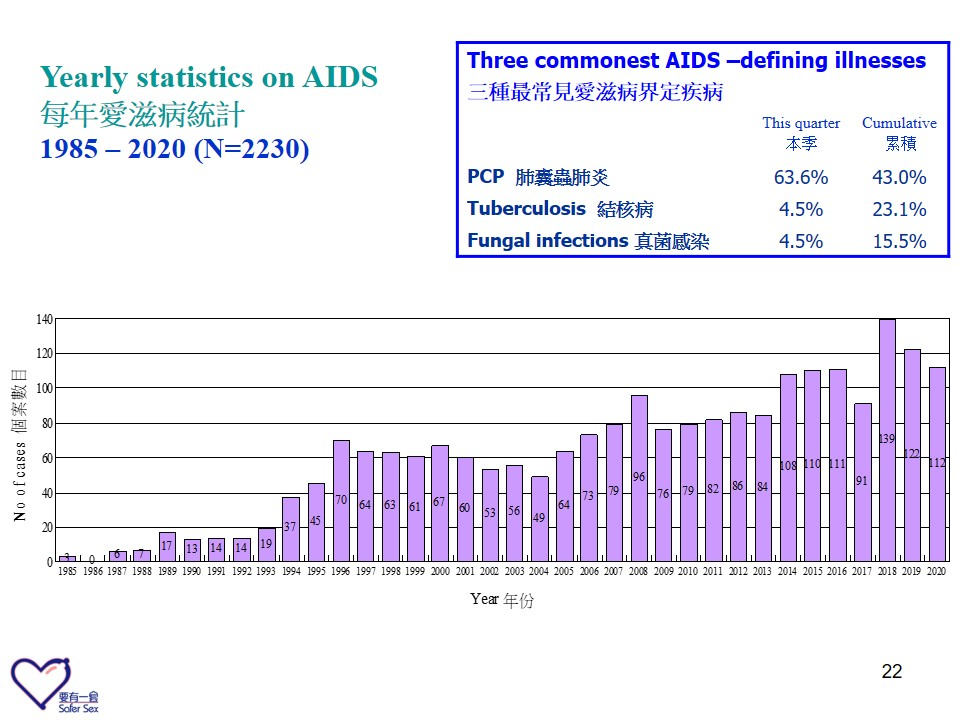 Yearly statistics on AIDS
每年愛滋病統計
1985 – 2020 (N=2230)
Three commonest AIDS –defining illnesses
三種最常見愛滋病界定疾病
This quarter Cumulative
本季 累積
PCP 肺囊蟲肺炎 63.6% 43.0%
Tuberculosis 結核病 4.5% 23.1%
Fungal infections 真菌感染 4.5% 15.5%
No of cases 個案數目
140
120
100
80
60
40
20
0
3 0 6 7 17 13 14 14 19 37 45 70 64 63 61 67 60 53 56 49 64 73 79 96 76 79 82 86 84 108 110 111 91 139 122 112
1985 1986 1987 1988 1989 1990 1991 1992 1993 1994 1995 1996 1997 1998 1999 2000 2001 2002 2003 2004 2005 2006 2007 2008 2009 2010 2011 2012 2013 2014 2015 2016 2017 2018 2019 2020
Year 年份
要有一套
Safer Sex
22